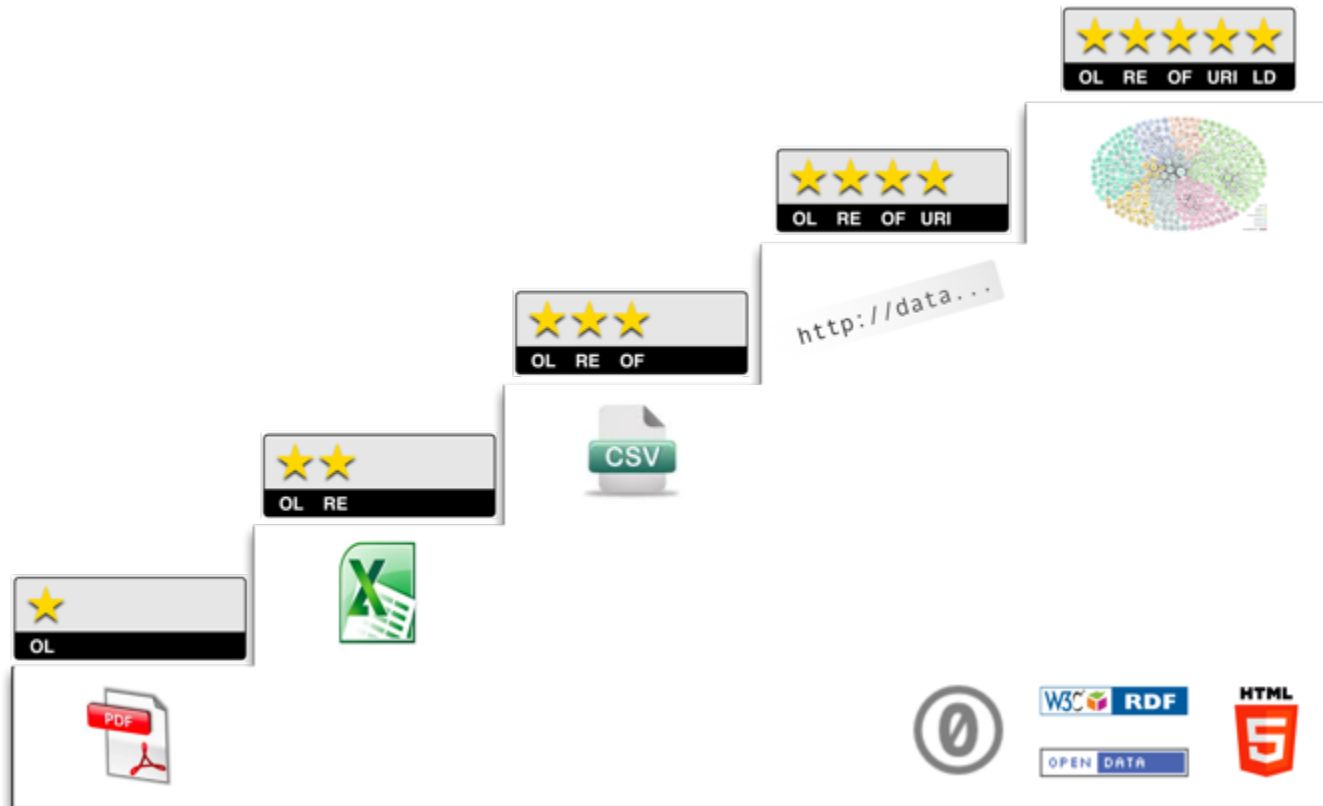 OL RE OF URI LD
OL RE OF URI
http://data...
OL RE OF
CSV
OL RE
X
OL
PDF
0
W3C RDF
OPEN DATA
HTML
5